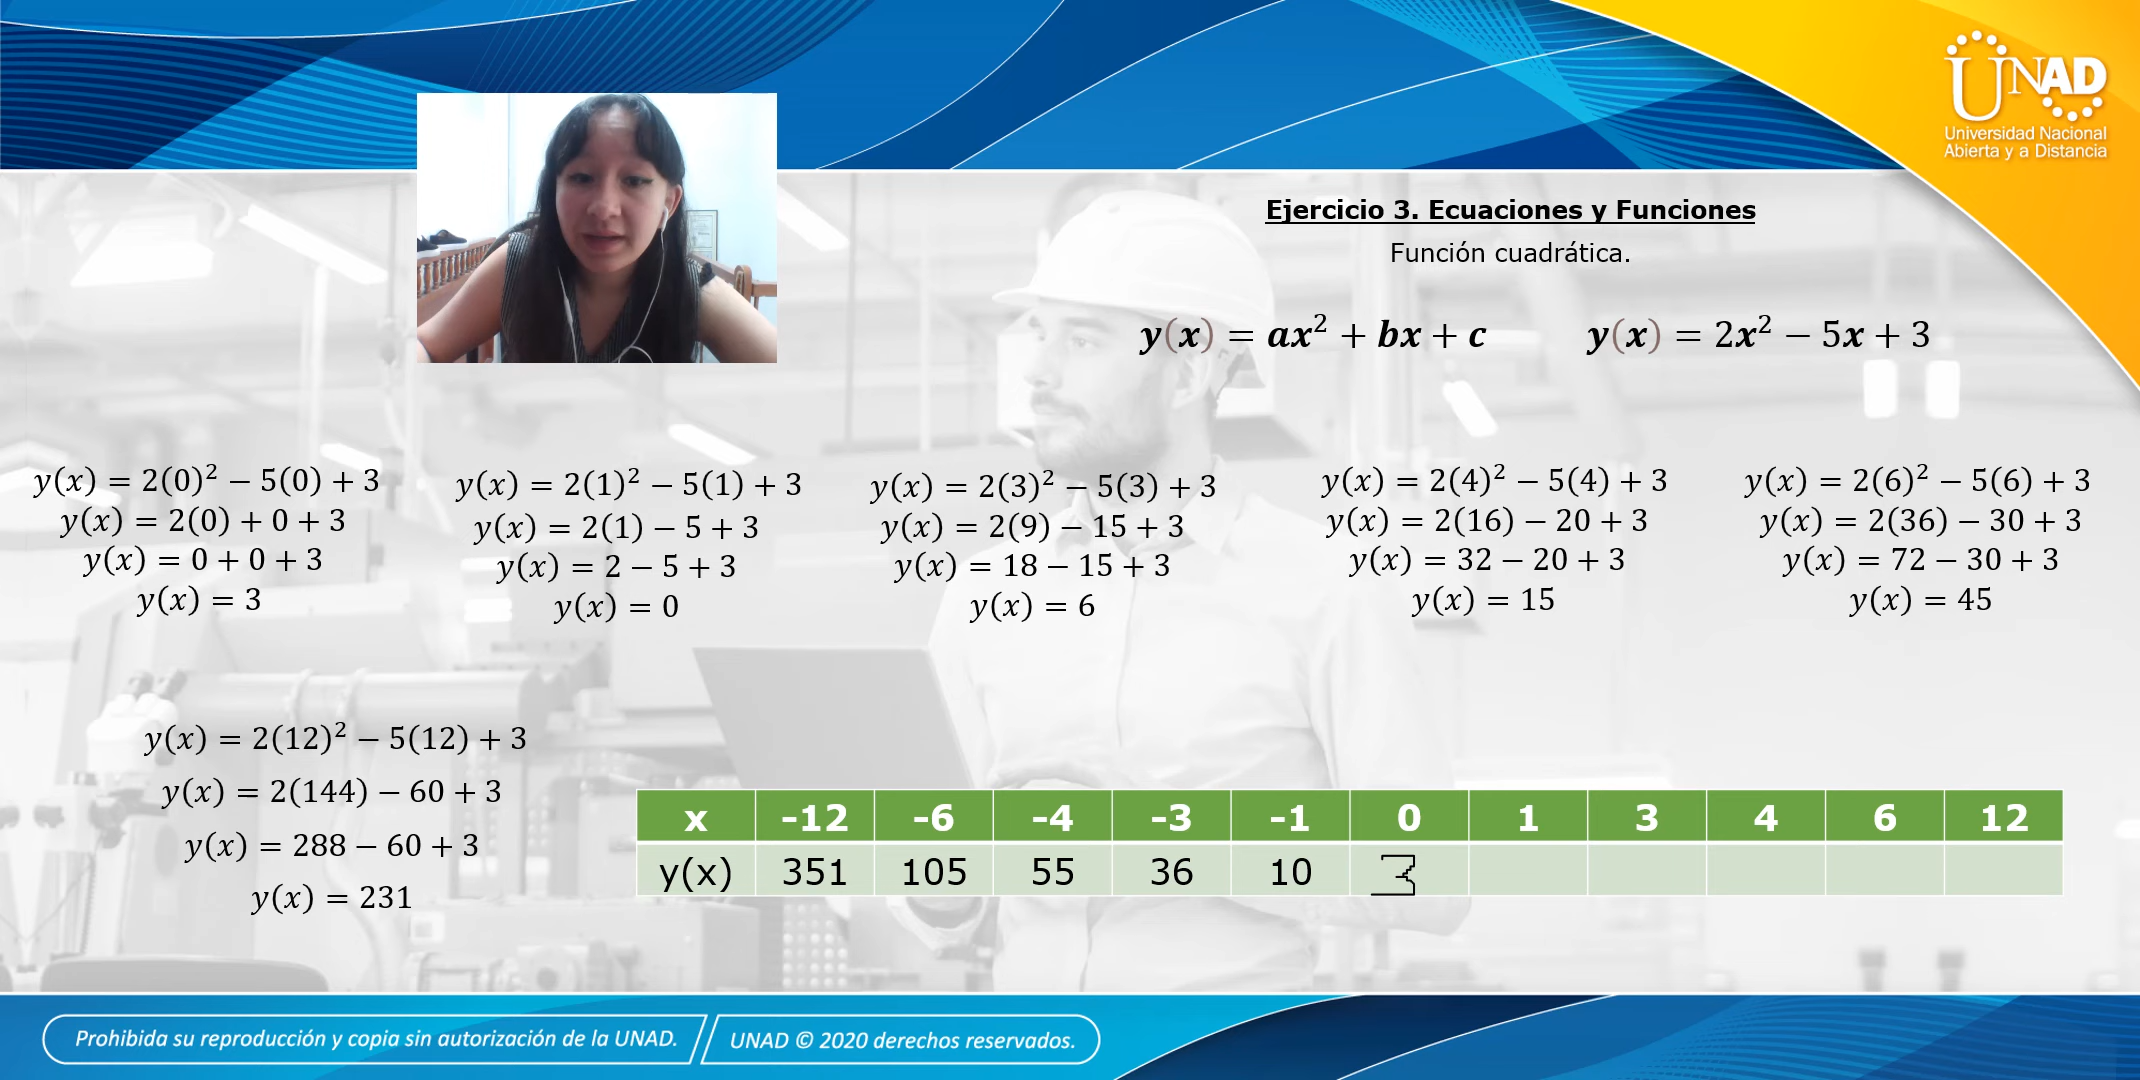 UNAD
Universidad Nacional
Abierta y a Distancia
Ejercicio 3. Ecuaciones y Funciones
Función cuadrática.
y(x) = ax² + bx + c
y(x) = 2x² − 5x + 3
y(x) = 2(0)² − 5(0) + 3
y(x) = 2(0) + 0 + 3
y(x) = 0 + 0 + 3
y(x) = 3
y(x) = 2(1)² − 5(1) + 3
y(x) = 2(1) − 5 + 3
y(x) = 2 − 5 + 3
y(x) = 0
y(x) = 2(3)² − 5(3) + 3
y(x) = 2(9) − 15 + 3
y(x) = 18 − 15 + 3
y(x) = 6
y(x) = 2(4)² − 5(4) + 3
y(x) = 2(16) − 20 + 3
y(x) = 32 − 20 + 3
y(x) = 15
y(x) = 2(6)² − 5(6) + 3
y(x) = 2(36) − 30 + 3
y(x) = 72 − 30 + 3
y(x) = 45
y(x) = 2(12)² − 5(12) + 3
y(x) = 2(144) − 60 + 3
y(x) = 288 − 60 + 3
y(x) = 231
x -12 -6 -4 -3 -1 0 1 3 4 6 12
y(x) 351 105 55 36 10 3
Prohibida su reproducción y copia sin autorización de la UNAD.
UNAD © 2020 derechos reservados.